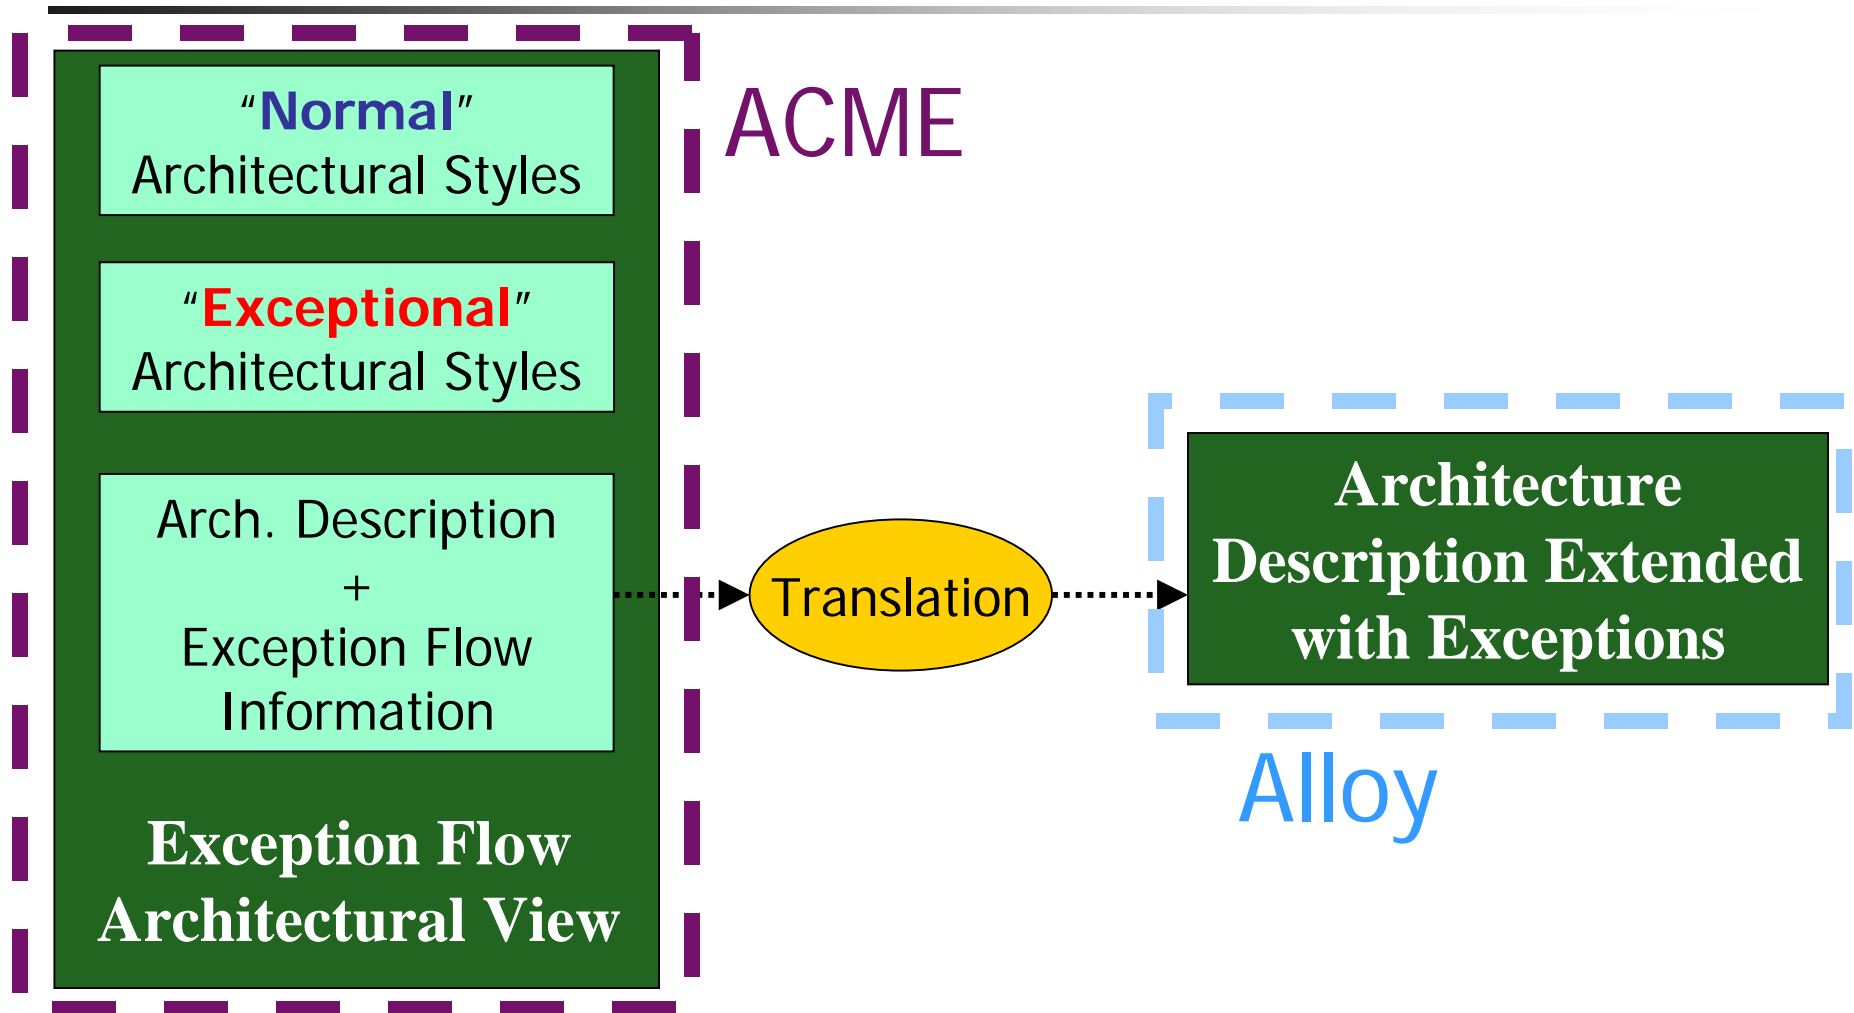 “Normal”
Architectural Styles
ACME
“Exceptional”
Architectural Styles
Arch. Description
+
Exception Flow
Information
Exception Flow
Architectural View
Translation
Architecture
Description Extended
with Exceptions
Alloy